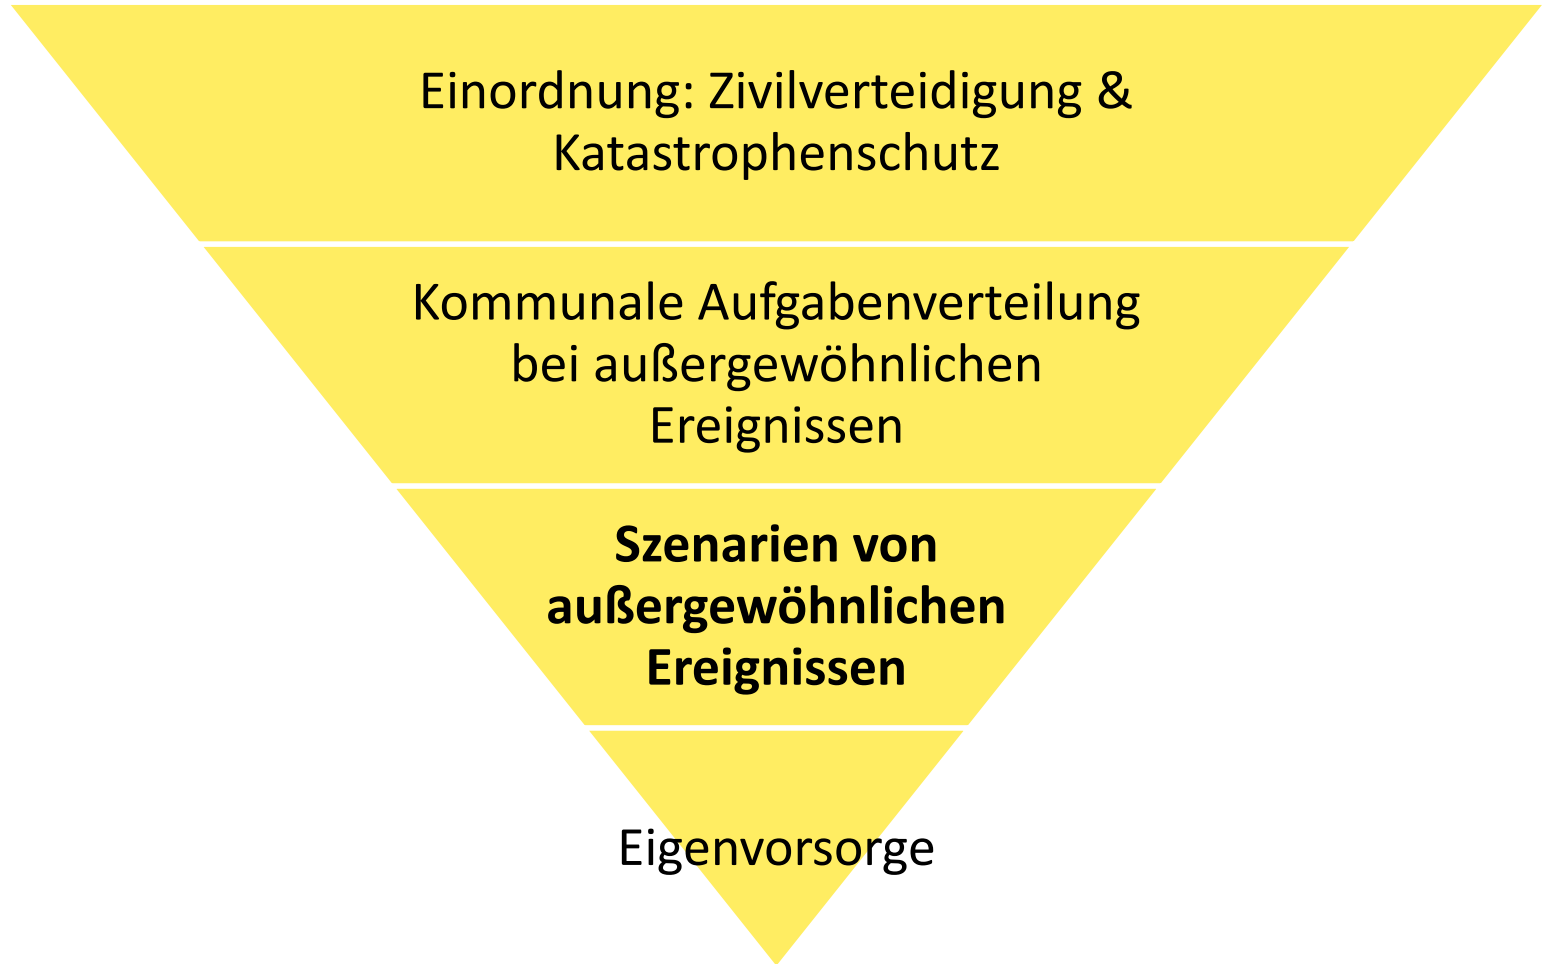 Einordnung: Zivilverteidigung &
Katastrophenschutz
Kommunale Aufgabenverteilung
bei außergewöhnlichen
Ereignissen
Szenarien von
außergewöhnlichen
Ereignissen
Eigenvorsorge